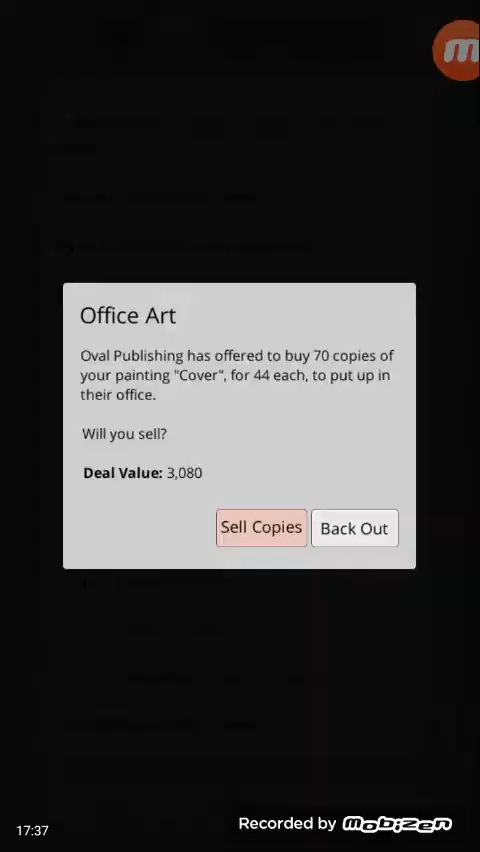 Office Art
Oval Publishing has offered to buy 70 copies of
your painting "Cover", for 44 each, to put up in
their office.
Will you sell?
Deal Value: 3,080
Sell Copies
Back Out
17:37
Recorded by mobizen